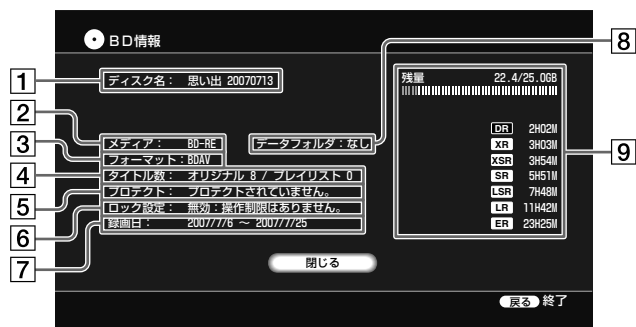 BD情報
8
1
ディスク名： 思い出 20070713
残量 22.4/25.0GB
2
メディア： BD-RE
データフォルダ：なし
3
フォーマット：BDAV
4
タイトル数： オリジナル 8 / プレイリスト 0
5
プロテクト： プロテクトされていません。
6
ロック設定： 無効：操作制限はありません。
7
録画日： 2007/7/6 ～ 2007/7/25
DR 2H02M
XR 3H03M
XSR 3H54M
SR 5H51M
LSR 7H48M
LR 11H42M
ER 23H25M
9
閉じる
戻る 終了